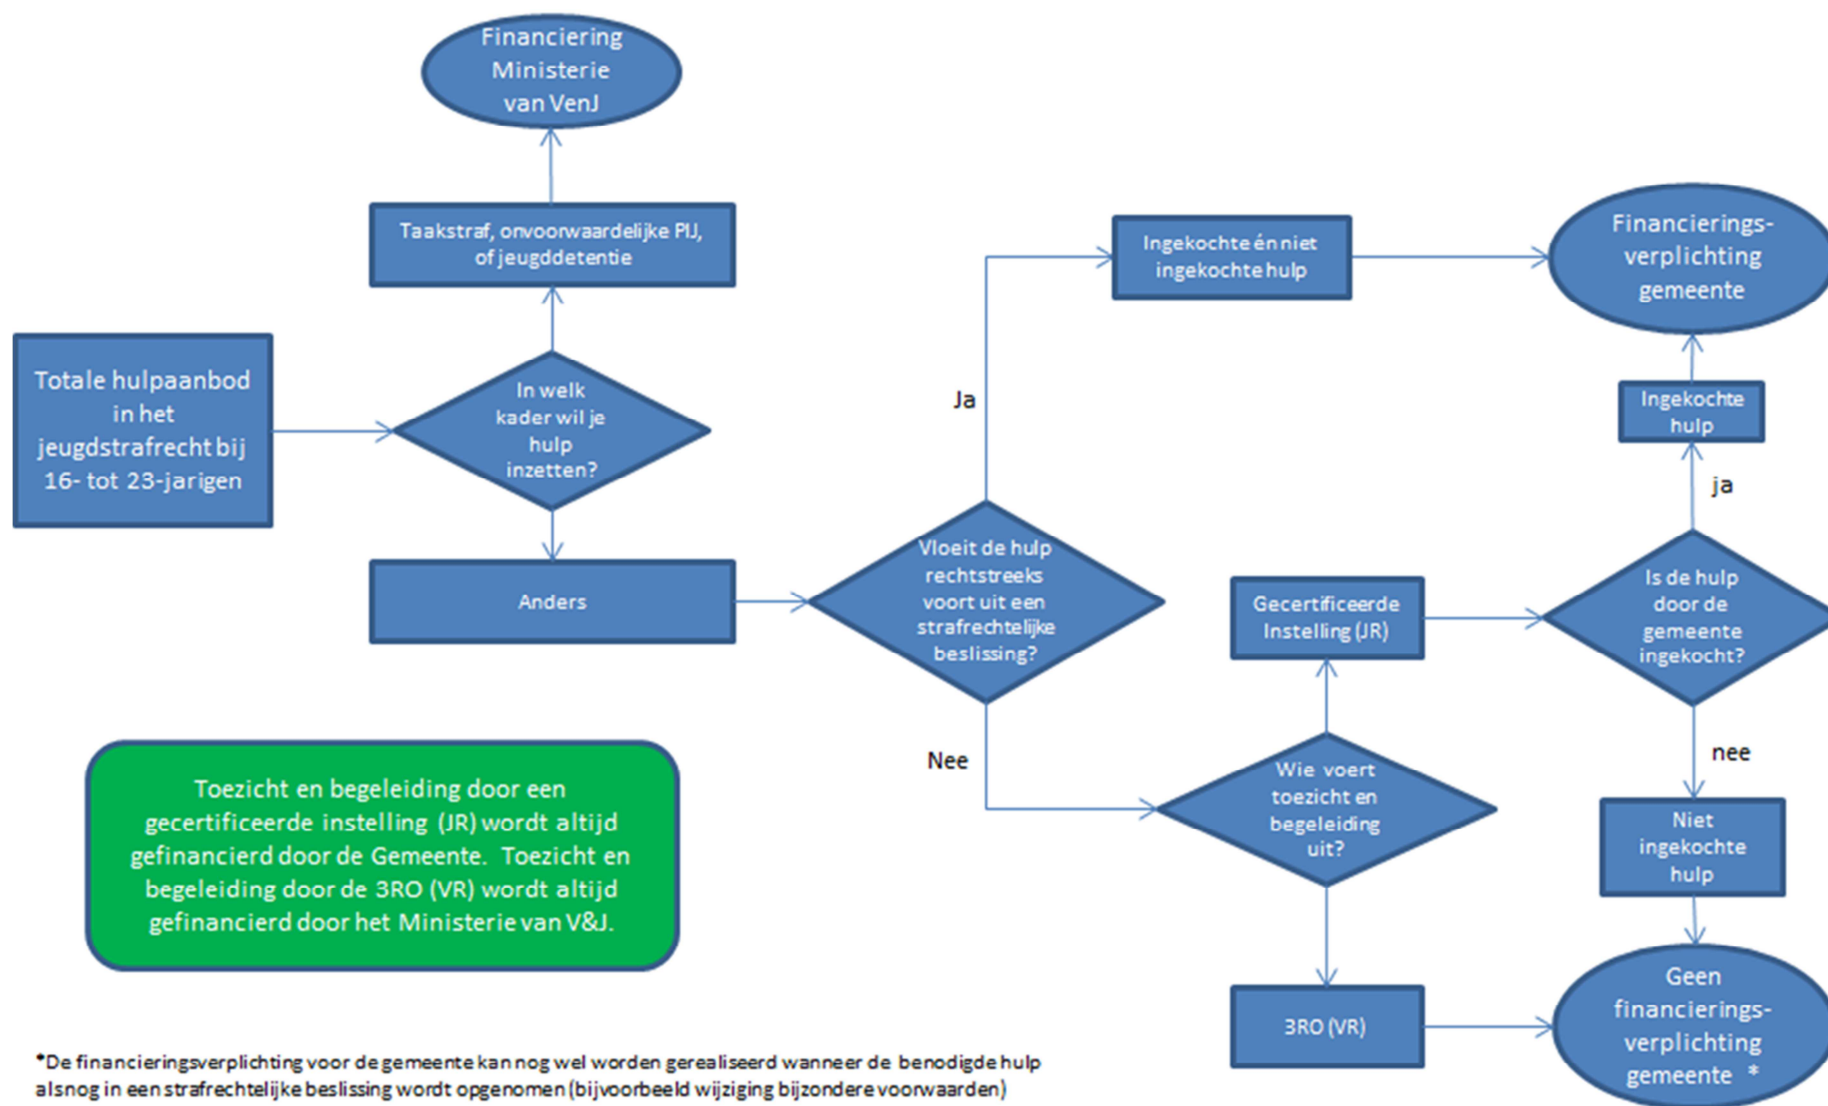 Financiering
Ministerie
van VenJ
Taakstraf, onvoorwaardelijke PIJ,
of jeugddetentie
Totale hulpaanbod
in het
jeugdstrafrecht bij
16- tot 23-jarigen
In welk
kader wil je
hulp
inzetten?
Anders
Vloeit de hulp
rechtstreeks
voort uit een
strafrechtelijke
beslissing?
Ja
Ingekochte én niet
ingekochte hulp
Financierings-
verplichting
gemeente
Ingekochte
hulp
ja
Is de hulp
door de
gemeente
ingekocht?
Gecertificeerde
Instelling (JR)
Nee
Wie voert
toezicht en
begeleiding
uit?
nee
Niet
ingekochte
hulp
3RO (VR)
Geen
financierings-
verplichting
gemeente *
Toezicht en begeleiding door een
gecertificeerde instelling (JR) wordt altijd
gefinancierd door de Gemeente. Toezicht en
begeleiding door de 3RO (VR) wordt altijd
gefinancierd door het Ministerie van V&J.
*De financieringsverplichting voor de gemeente kan nog wel worden gerealiseerd wanneer de benodigde hulp
alsnog in een strafrechtelijke beslissing wordt opgenomen (bijvoorbeeld wijziging bijzondere voorwaarden)